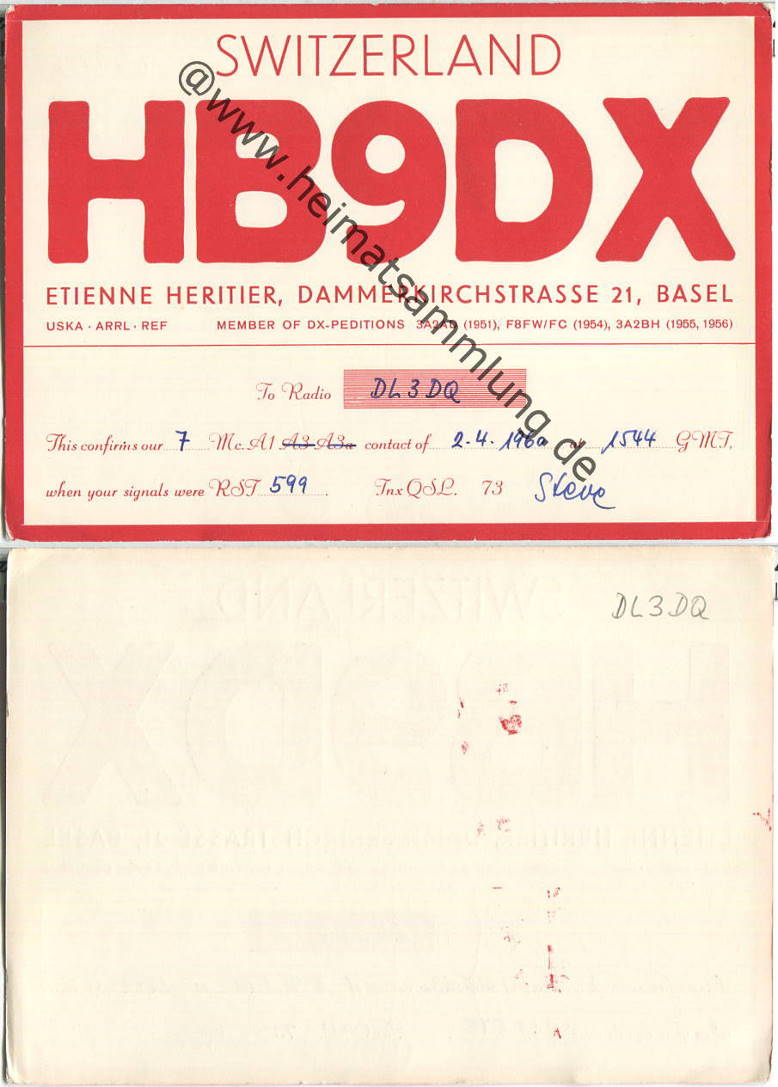 SWITZERLAND
HB9DX
ETIENNE HERITIER, DAMMERKIRCHSTRASSE 21, BASEL
USKA · ARRL · REF MEMBER OF DX-PEDITIONS 3A2AD (1951), F8FW/FC (1954), 3A2BH (1955, 1956)
To Radio DL3DQ
This confirms our 7 Mc. A1 A3 A3a contact of 2.4.1960 at 1544 GMT,
when your signals were RST 599. Tnx QSL. 73 Steve
@www.heimatsammlung.de
DL3DQ